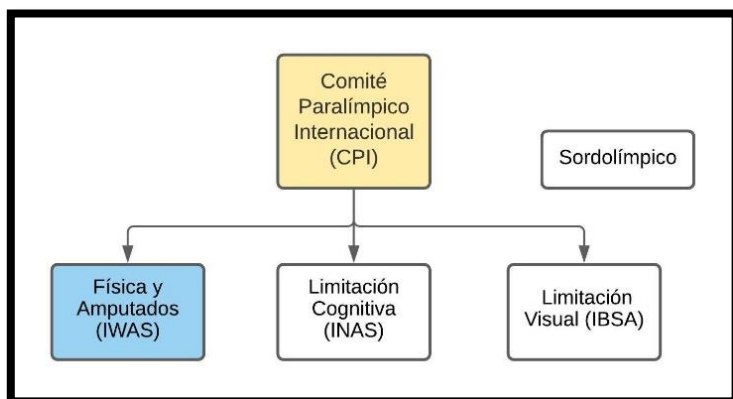 Comité
Paralímpico
Internacional
(CPI)
Sordolímpico
Física y
Amputados
(IWAS)
Limitación
Cognitiva
(INAS)
Limitación
Visual (IBSA)